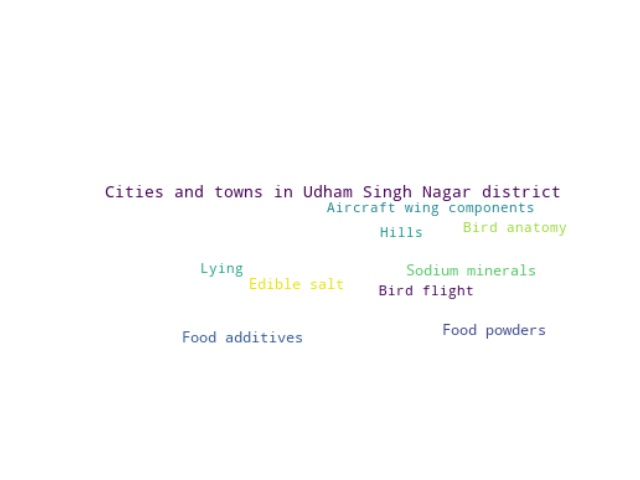 Cities and towns in Udham Singh Nagar district
Aircraft wing components
Bird anatomy
Hills
Lying
Sodium minerals
Edible salt
Bird flight
Food powders
Food additives